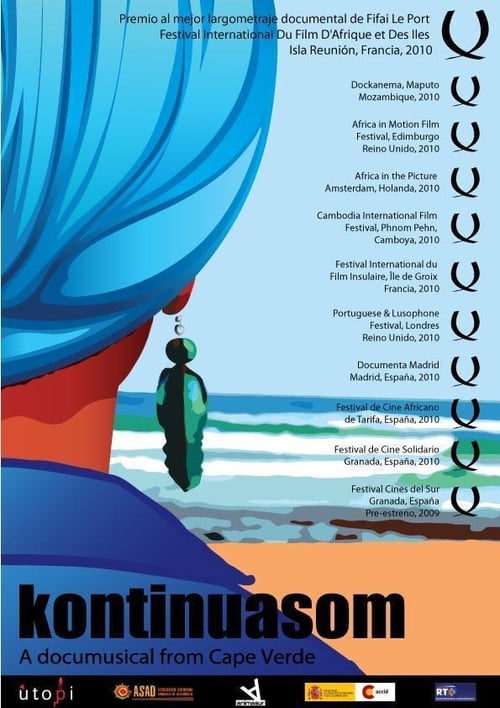 Premio al mejor largometraje documental de Fifai Le Port
Festival International Du Film D'Afrique et Des Iles
Isla Reunión, Francia, 2010
Dockanema, Maputo
Mozambique, 2010
Africa in Motion Film
Festival, Edimburgo
Reino Unido, 2010
Africa in the Picture
Amsterdam, Holanda, 2010
Cambodia International Film
Festival, Phnom Pehn,
Camboya, 2010
Festival International du
Film Insulaire, Île de Groix
Francia, 2010
Portuguese & Lusophone
Festival, Londres
Reino Unido, 2010
Documenta Madrid
Madrid, España, 2010
Festival de Cine Africano
de Tarifa, España, 2010
Festival de Cine Solidario
Granada, España, 2010
Festival Cines del Sur
Granada, España
Pre-estreno, 2009
kontinuasom
A documusical from Cape Verde
útopi
ASAD
aecid
RTC